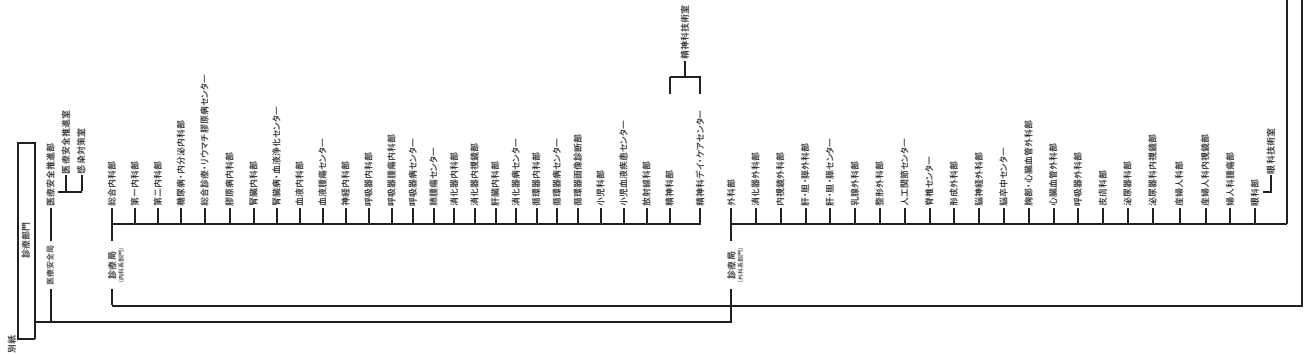 別紙
診療部門
医療安全局
医療安全推進部
医療安全推進室
感染対策室
診療局
(内科系部門)
総合内科部
第一内科部
第二内科部
糖尿病・内分泌内科部
総合診療・リウマチ膠原病センター
膠原病内科部
腎臓内科部
腎臓病・血液浄化センター
血液内科部
血液腫瘍センター
神経内科部
呼吸器内科部
呼吸器腫瘍内科部
呼吸器病センター
肺腫瘍センター
消化器内科部
消化器内視鏡部
肝臓内科部
消化器病センター
循環器内科部
循環器病センター
循環器画像診断部
小児科部
小児血液疾患センター
放射線科部
精神科部
精神科デイ・ケアセンター
精神科技術室
診療局
(外科系部門)
外科部
消化器外科部
内視鏡外科部
肝・胆・膵外科部
肝・胆・膵センター
乳腺外科部
整形外科部
人工関節センター
脊椎センター
形成外科部
脳神経外科部
脳卒中センター
胸部・心臓血管外科部
心臓血管外科部
呼吸器外科部
皮膚科部
泌尿器科部
泌尿器科内視鏡部
産婦人科部
産婦人科内視鏡部
婦人科腫瘍部
眼科部
眼科技術室